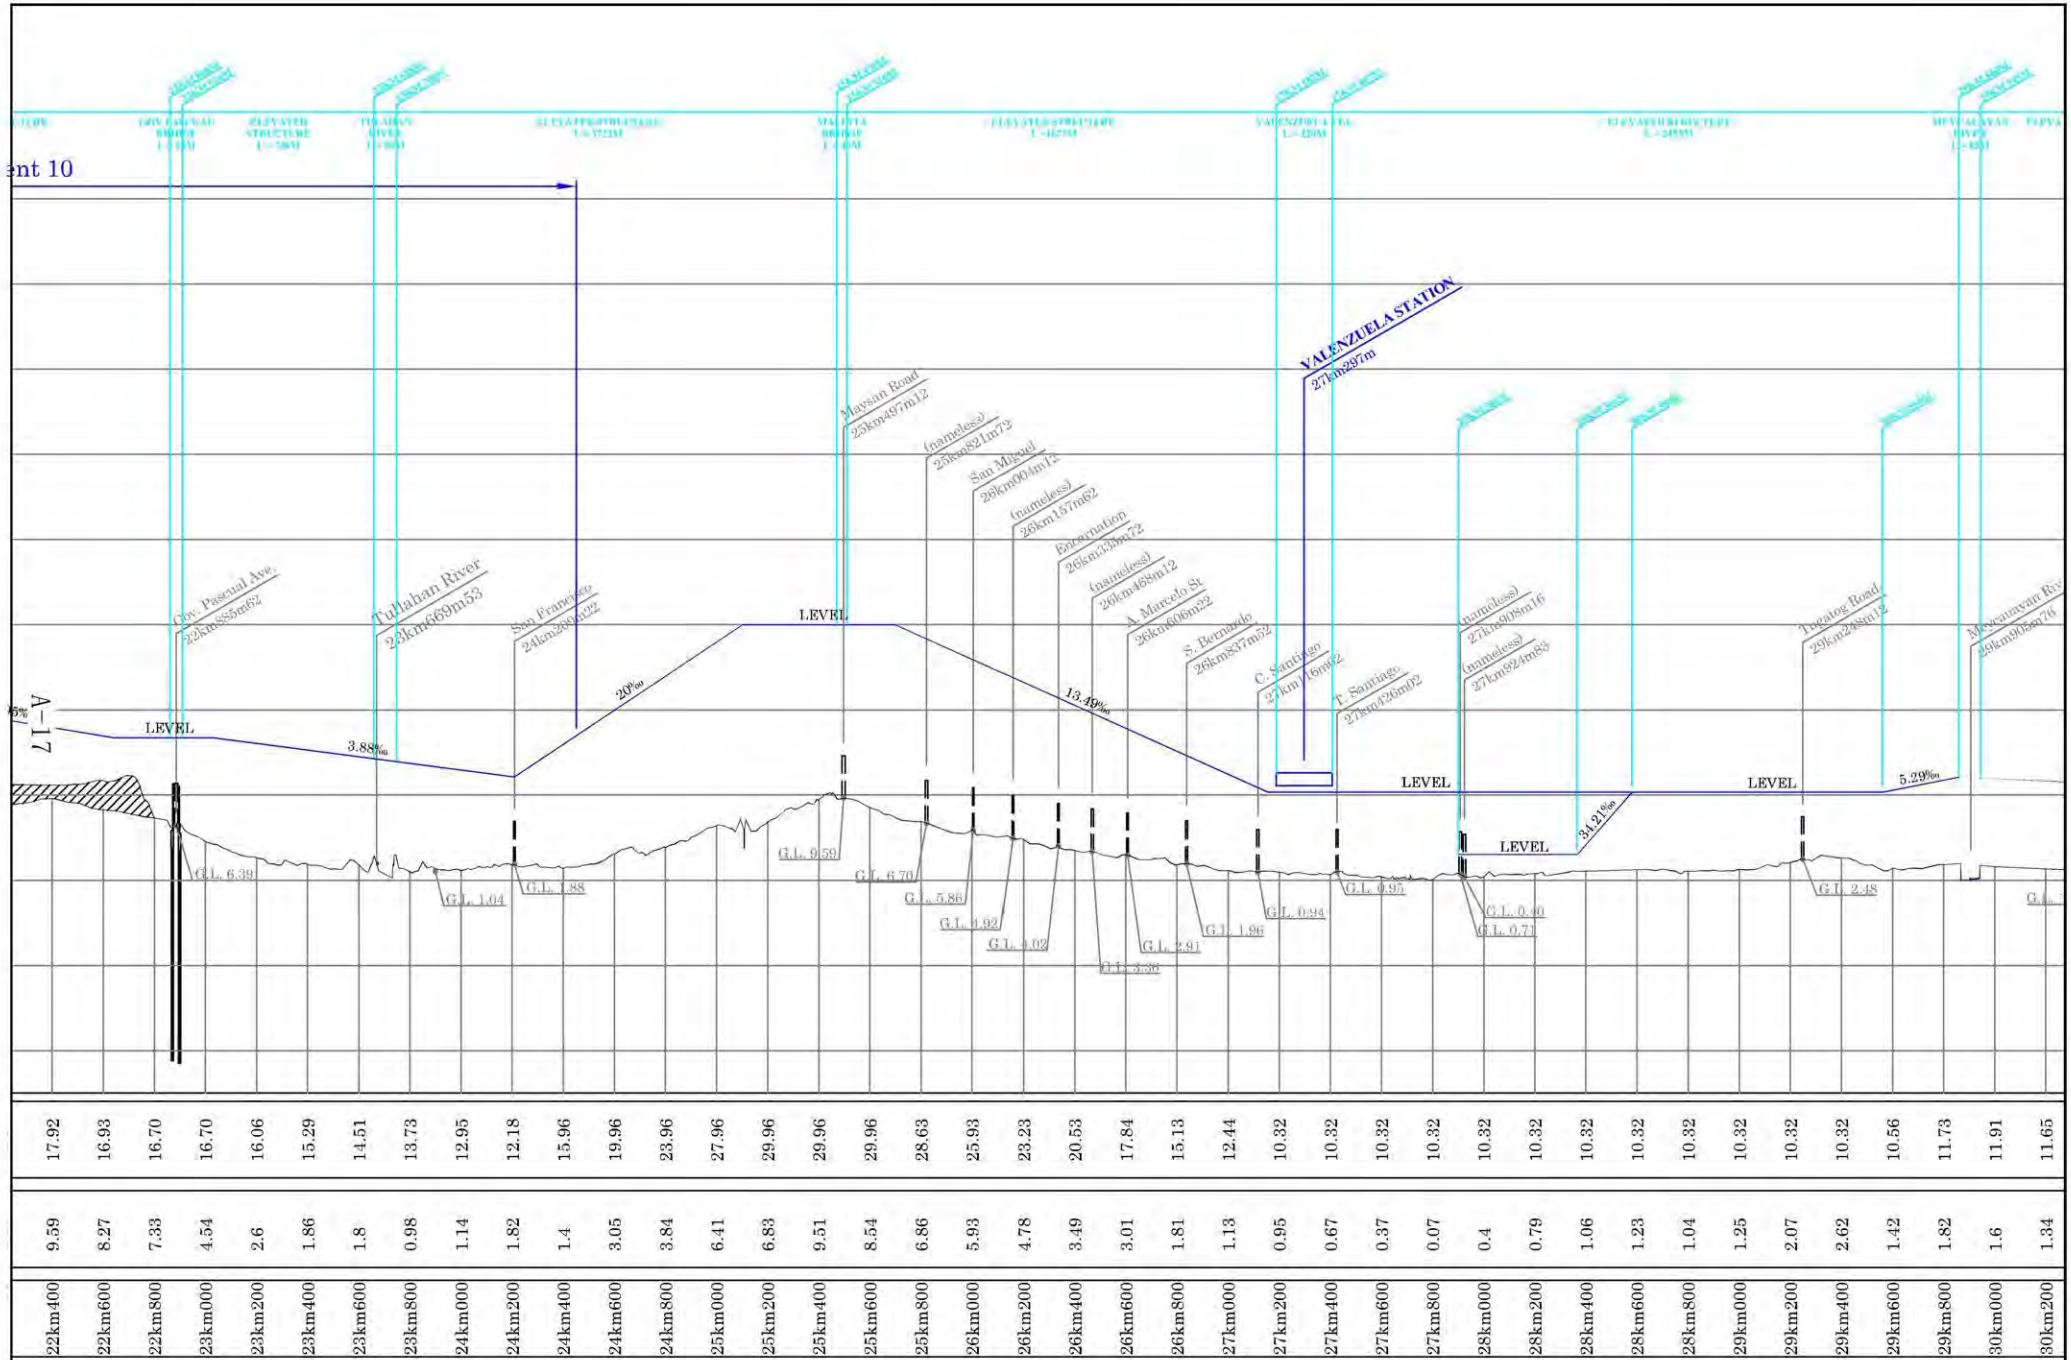 ELEVATED
STRUCTURE
BRIDGE
ent 10
VALENZUELA STATION
27km297m
Maysan Road
25km497m12
(nameless)
25km821m72
San Miguel
26km004m12
(nameless)
26km157m62
Encernation
26km335m72
(nameless)
26km468m12
A. Marcelo St
26km606m22
S. Bernardo
26km837m52
C. Santiago
27km116m02
T. Santiago
27km426m02
(nameless)
27km908m16
(nameless)
27km924m83
Tugatog Road
29km248m12
29km905m76
Gov. Pascual Ave.
22km885m62
Tullahan River
23km669m53
San Francisco
24km200m22
A-17
LEVEL
3.88‰
20‰
LEVEL
13.49‰
LEVEL
LEVEL
34.21‰
LEVEL
5.29‰
G.L. 6.39
G.L. 1.04
G.L. 1.88
G.L. 9.59
G.L. 6.70
G.L. 5.86
G.L. 4.92
G.L. 4.02
G.L. 3.36
G.L. 2.91
G.L. 1.96
G.L. 0.94
G.L. 0.95
G.L. 0.40
G.L. 0.71
G.L. 2.48
G.L.
17.92 16.93 16.70 16.70 16.06 15.29 14.51 13.73 12.95 12.18 15.96 19.96 23.96 27.96 29.96 29.96 29.96 28.63 25.93 23.23 20.53 17.84 15.13 12.44 10.32 10.32 10.32 10.32 10.32 10.32 10.32 10.32 10.32 10.32 10.32 10.32 10.56 11.73 11.91 11.65
9.59 8.27 7.33 4.54 2.6 1.86 1.8 0.98 1.14 1.82 1.4 3.05 3.84 6.41 6.83 9.51 8.54 6.86 5.93 4.78 3.49 3.01 1.81 1.13 0.95 0.67 0.37 0.07 0.4 0.79 1.06 1.23 1.04 1.25 2.07 2.62 1.42 1.82 1.6 1.34
22km400 22km600 22km800 23km000 23km200 23km400 23km600 23km800 24km000 24km200 24km400 24km600 24km800 25km000 25km200 25km400 25km600 25km800 26km000 26km200 26km400 26km600 26km800 27km000 27km200 27km400 27km600 27km800 28km000 28km200 28km400 28km600 28km800 29km000 29km200 29km400 29km600 29km800 30km000 30km200